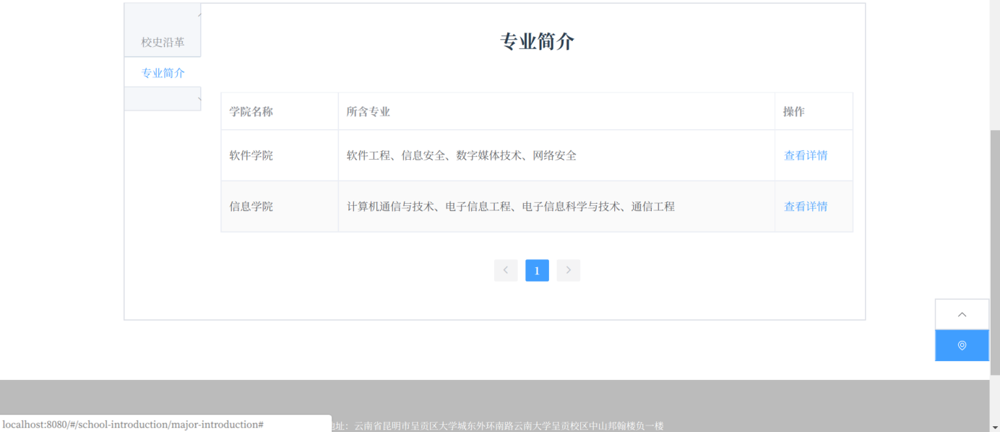 校史沿革
专业简介
专业简介
学院名称 所含专业 操作
软件学院 软件工程、信息安全、数字媒体技术、网络安全 查看详情
信息学院 计算机通信与技术、电子信息工程、电子信息科学与技术、通信工程 查看详情
1
址：云南省昆明市呈贡区大学城东外环南路云南大学呈贡校区中山邦翰楼负一楼
localhost:8080/#/school-introduction/major-introduction#